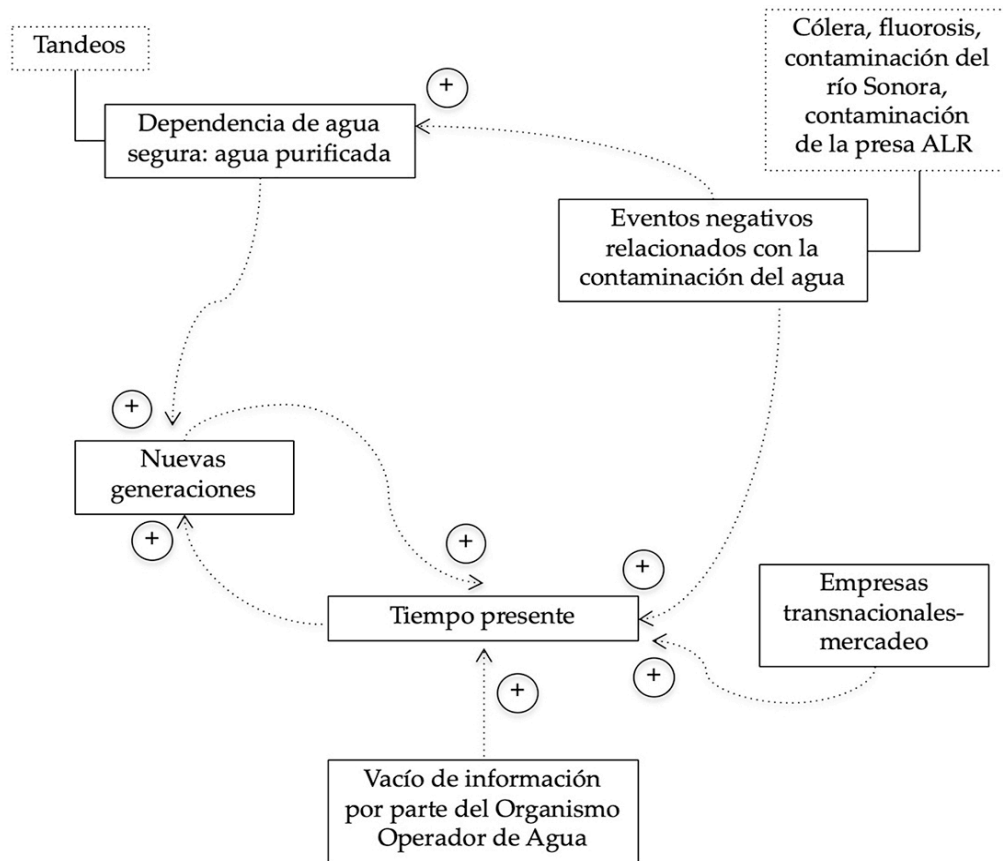 Tandeos
Cólera, fluorosis,
contaminación del
río Sonora,
contaminación
de la presa ALR
+
Dependencia de agua
segura: agua purificada
Eventos negativos
relacionados con la
contaminación del agua
+
Nuevas
generaciones
+
+
+
Empresas
transnacionales-
mercadeo
Tiempo presente
+
+
Vacío de información
por parte del Organismo
Operador de Agua